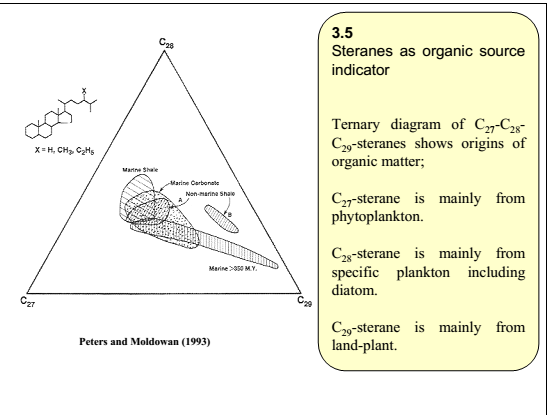 C28
X
X = H, CH3, C2H5
Marine Shale
Marine Carbonate
Non-marine Shale
A
B
Marine >350 M.Y.
C27
C29
Peters and Moldowan (1993)
3.5
Steranes as organic source
indicator
Ternary diagram of C27-C28-
C29-steranes shows origins of
organic matter;
C27-sterane is mainly from
phytoplankton.
C28-sterane is mainly from
specific plankton including
diatom.
C29-sterane is mainly from
land-plant.